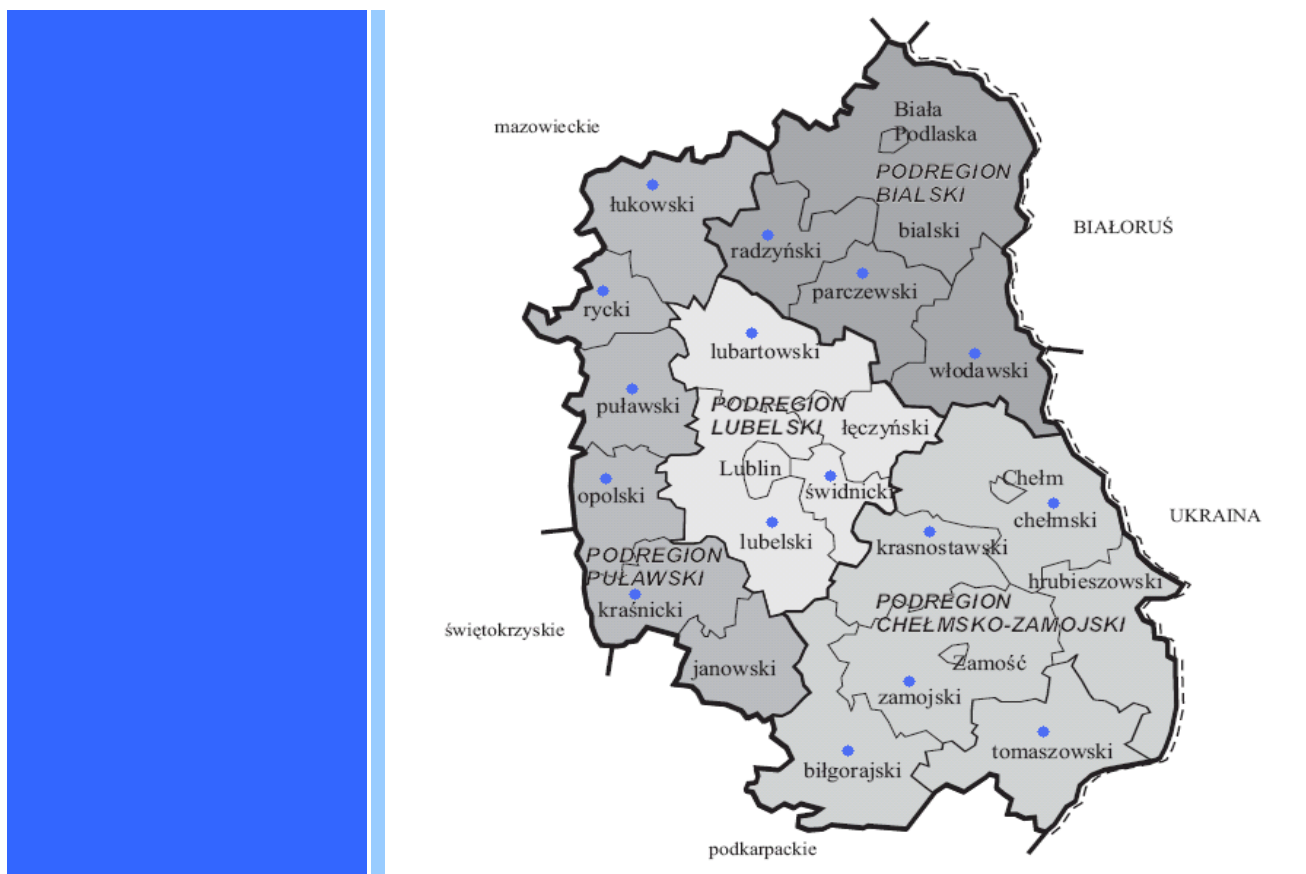 Biała
Podlaska
mazowieckie
PODREGION
BIALSKI
łukowski
bialski
BIAŁORUŚ
radzyński
parczewski
rycki
lubartowski
włodawski
puławski
PODREGION
LUBELSKI
łęczyński
Lublin
Chełm
opolski
świdnicki
chełmski
UKRAINA
lubelski
krasnostawski
PODREGION
PUŁAWSKI
hrubieszowski
kraśnicki
PODREGION
CHEŁMSKO-ZAMOJSKI
świętokrzyskie
janowski
Zamość
zamojski
tomaszowski
biłgorajski
podkarpackie